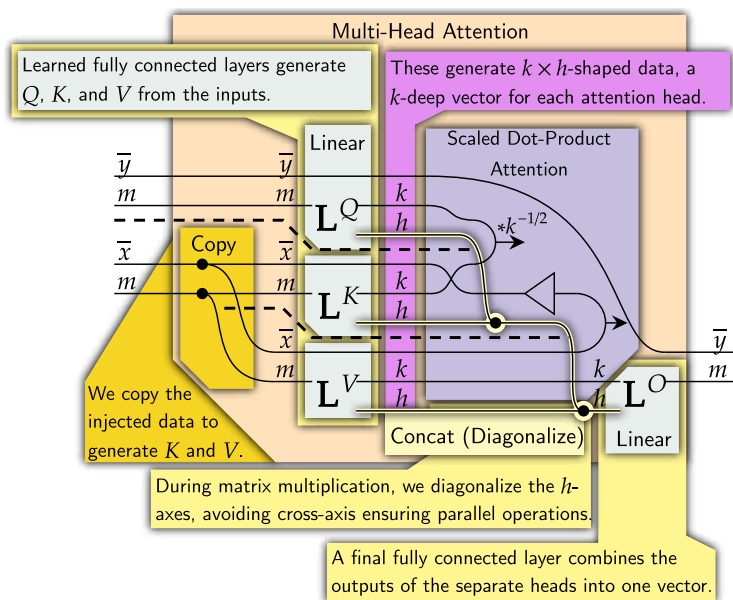 Multi-Head Attention
Learned fully connected layers generate
Q, K, and V from the inputs.
These generate k × h-shaped data, a
k-deep vector for each attention head.
Linear
Scaled Dot-Product
Attention
y̅ y̅
m m k
L^Q
h
*k^{-1/2}
Copy
x̅ x̅
m m k
L^K
h
x̅
y̅
m k k m
L^V
L^O
h h
We copy the
injected data to
generate K and V.
Concat (Diagonalize)
Linear
During matrix multiplication, we diagonalize the h-
axes, avoiding cross-axis ensuring parallel operations.
A final fully connected layer combines the
outputs of the separate heads into one vector.